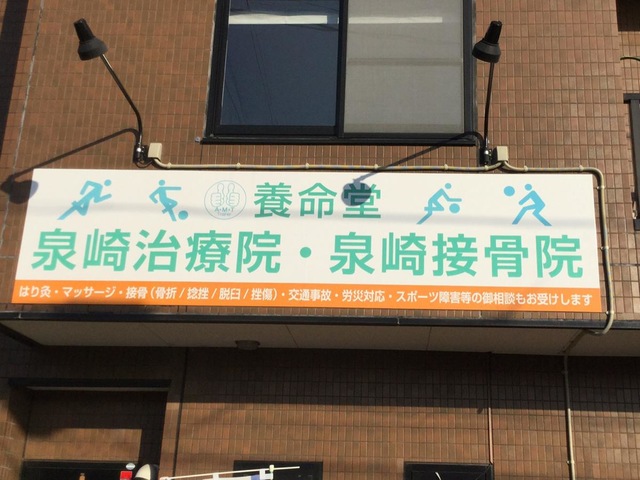 養命堂
泉崎治療院・泉崎接骨院
はり灸・マッサージ・接骨（骨折/捻挫/脱臼/挫傷）・交通事故・労災対応・スポーツ障害等の御相談もお受けします